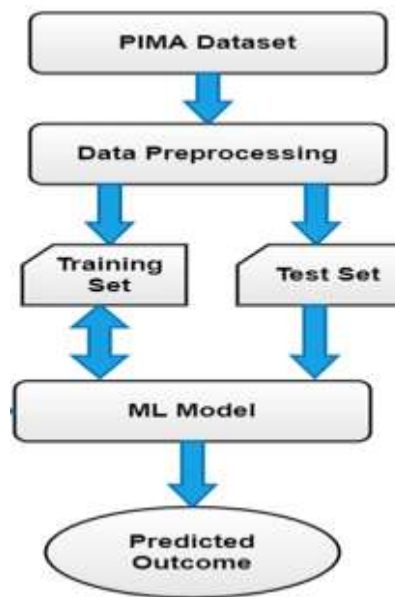 PIMA Dataset
Data Preprocessing
Training
Set
Test Set
ML Model
Predicted
Outcome